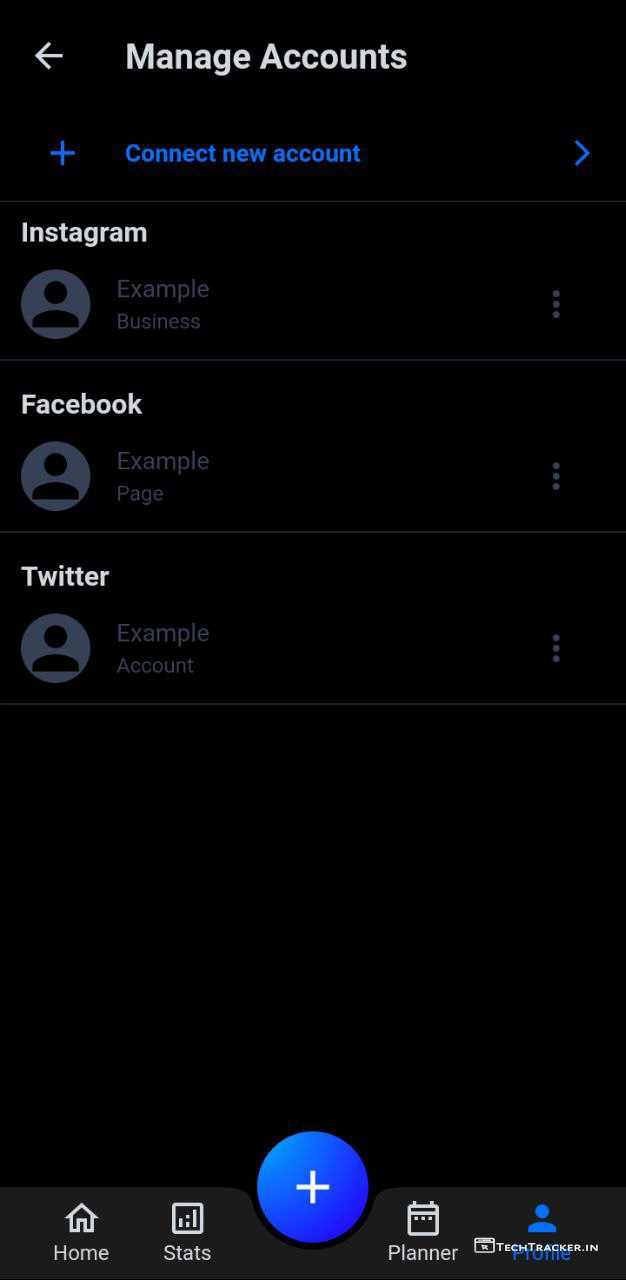 Manage Accounts
Connect new account
Instagram
Example
Business
Facebook
Example
Page
Twitter
Example
Account
Home
Stats
Planner
Profile
TECHTRACKER.IN